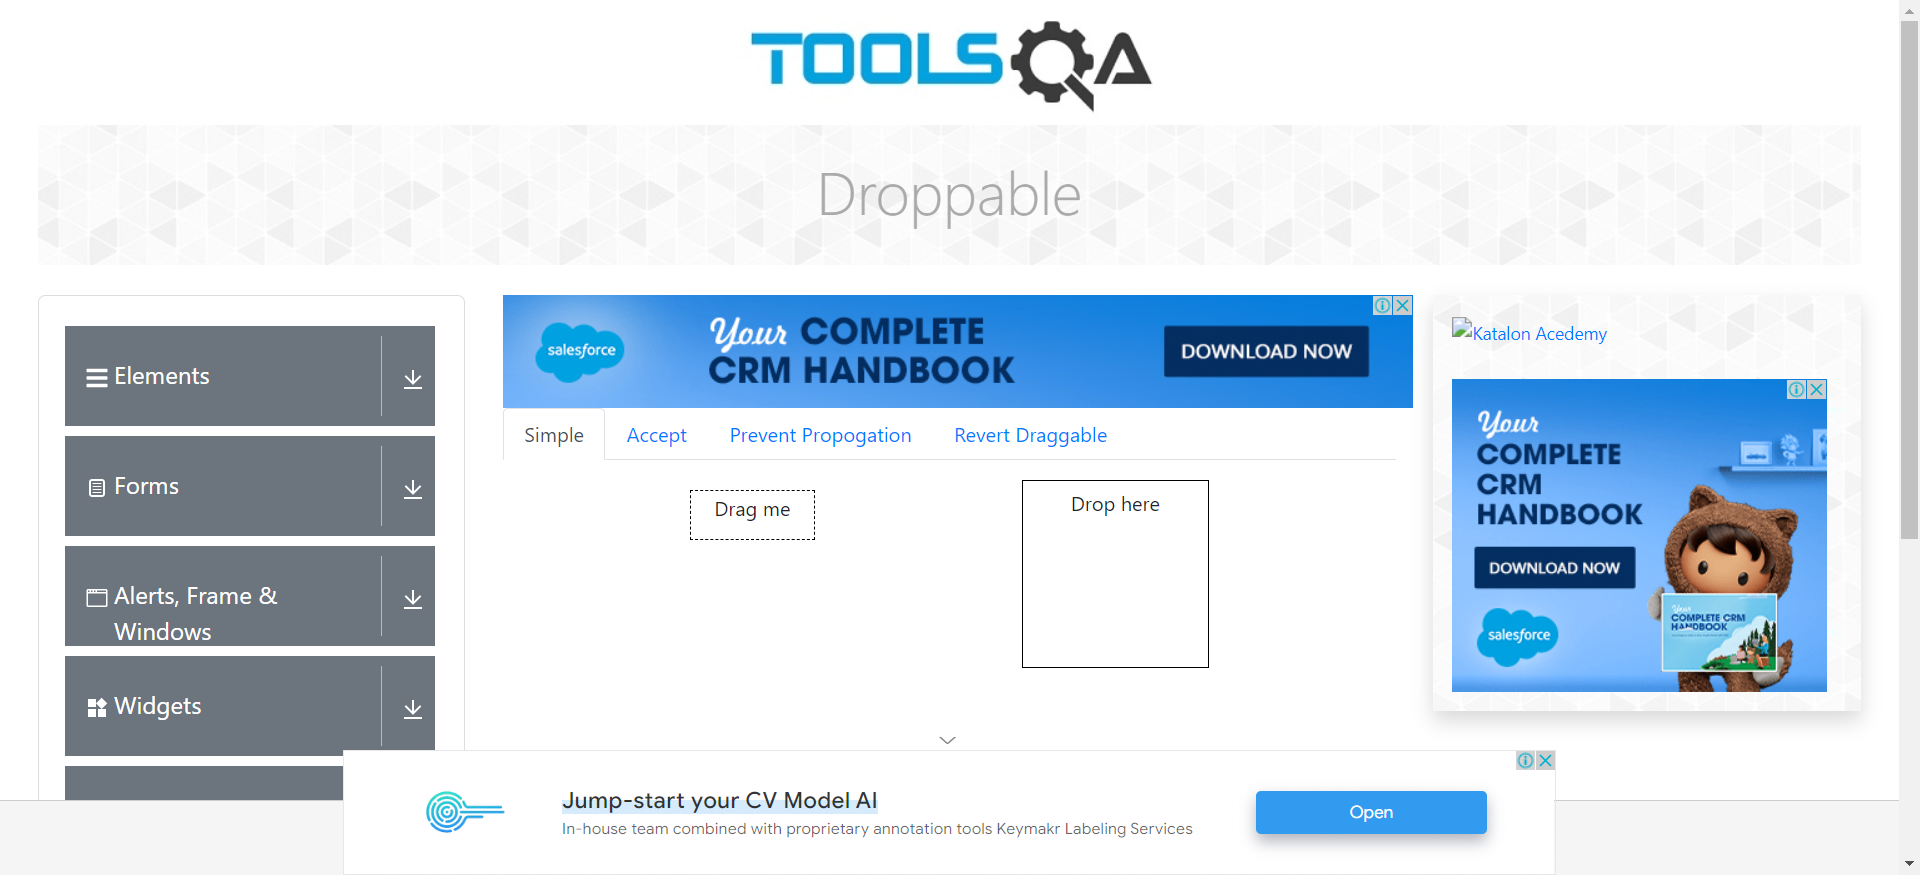 TOOLSQA
Droppable
Elements
Forms
Alerts, Frame &
Windows
Widgets
salesforce
Your COMPLETE
CRM HANDBOOK
DOWNLOAD NOW
Simple
Accept
Prevent Propogation
Revert Draggable
Drag me
Drop here
Katalon Acedemy
Your
COMPLETE
CRM
HANDBOOK
DOWNLOAD NOW
salesforce
Your
COMPLETE CRM
HANDBOOK
Jump-start your CV Model AI
In-house team combined with proprietary annotation tools Keymakr Labeling Services
Open